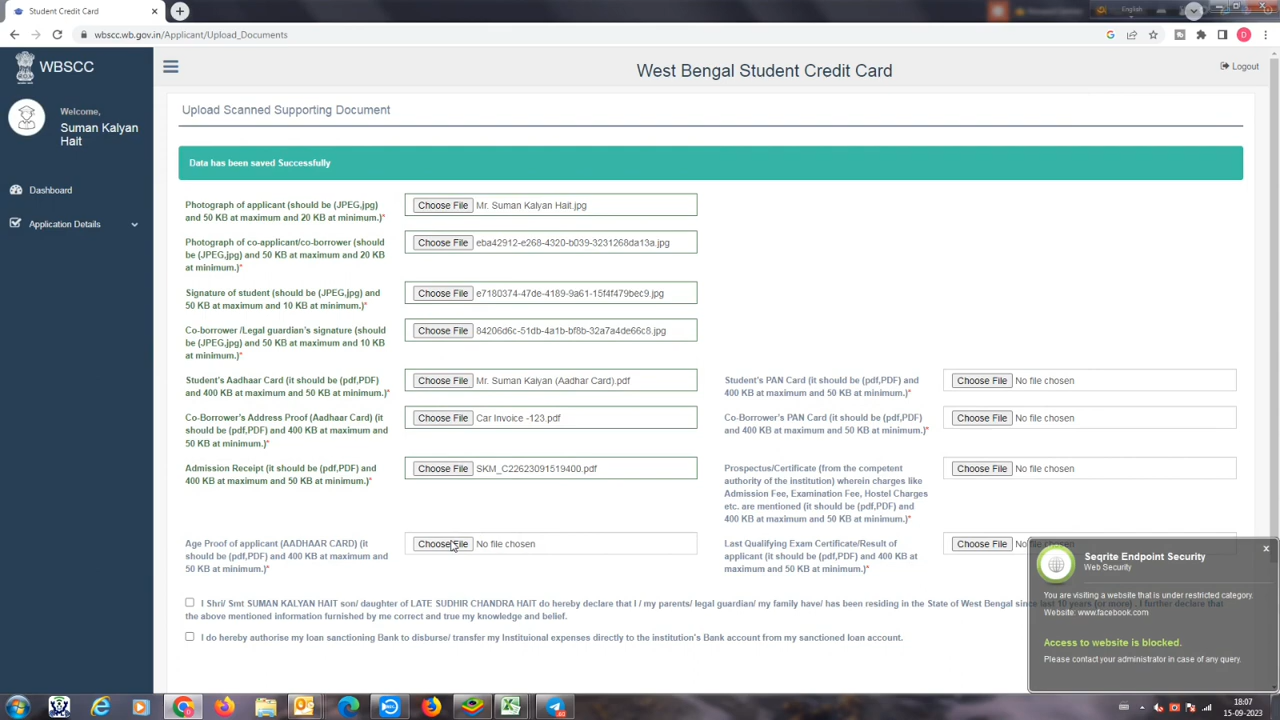 Student Credit Card
English
wbscc.wb.gov.in/Applicant/Upload_Documents
D
WBSCC
West Bengal Student Credit Card
Logout
Welcome,
Suman Kalyan
Hait
Dashboard
Application Details
Upload Scanned Supporting Document
Data has been saved Successfully
Photograph of applicant (should be (JPEG,jpg)
and 50 KB at maximum and 20 KB at minimum.)*
Choose File Mr. Suman Kalyan Hait.jpg
Photograph of co-applicant/co-borrower (should
be (JPEG,jpg) and 50 KB at maximum and 20 KB
at minimum.)*
Choose File eba42912-e268-4320-b039-3231268da13a.jpg
Signature of student (should be (JPEG,jpg) and
50 KB at maximum and 10 KB at minimum.)*
Choose File e7180374-47de-4189-9a61-15f4f479bec9.jpg
Co-borrower /Legal guardian's signature (should
be (JPEG,jpg) and 50 KB at maximum and 10 KB
at minimum.)*
Choose File 84206d6c-51db-4a1b-bf8b-32a7a4de66c8.jpg
Student's Aadhaar Card (it should be (pdf,PDF)
and 400 KB at maximum and 50 KB at minimum.)*
Choose File Mr. Suman Kalyan (Aadhar Card).pdf
Student's PAN Card (it should be (pdf,PDF) and
400 KB at maximum and 50 KB at minimum.)*
Choose File No file chosen
Co-Borrower's Address Proof (Aadhar Card) (it
should be (pdf,PDF) and 400 KB at maximum and
50 KB at minimum.)*
Choose File Car Invoice -123.pdf
Co-Borrower's PAN Card (it should be (pdf,PDF)
and 400 KB at maximum and 50 KB at minimum.)*
Choose File No file chosen
Admission Receipt (it should be (pdf,PDF) and
400 KB at maximum and 50 KB at minimum.)*
Choose File SKM_C22623091519400.pdf
Prospectus/Certificate (from the competent
authority of the institution) wherein charges like
Admission Fee, Examination Fee, Hostel Charges
etc. are mentioned (it should be (pdf,PDF) and
400 KB at maximum and 50 KB at minimum.)*
Choose File No file chosen
Age Proof of applicant (AADHAAR CARD) (it
should be (pdf,PDF) and 400 KB at maximum and
50 KB at minimum.)*
Choose File No file chosen
Last Qualifying Exam Certificate/Result of
applicant (it should be (pdf,PDF) and 400 KB at
maximum and 50 KB at minimum.)*
Choose File No file chosen
I Shri/ Smt SUMAN KALYAN HAIT son/ daughter of LATE SUDHIR CHANDRA HAIT do hereby declare that I / my parents/ legal guardian/ my family have/ has been residing in the State of West Bengal since last 10 years (or more) . I further declare that
the above mentioned information furnished by me correct and true my knowledge and belief.
I do hereby authorise my loan sanctioning Bank to disburse/ transfer my Instituional expenses directly to the institution's Bank account from my sanctioned loan account.
Seqrite Endpoint Security
Web Security
You are visiting a website that is under restricted category.
Website: www.facebook.com
Access to website is blocked.
Please contact your administrator in case of any query.
18:07
15-09-2023